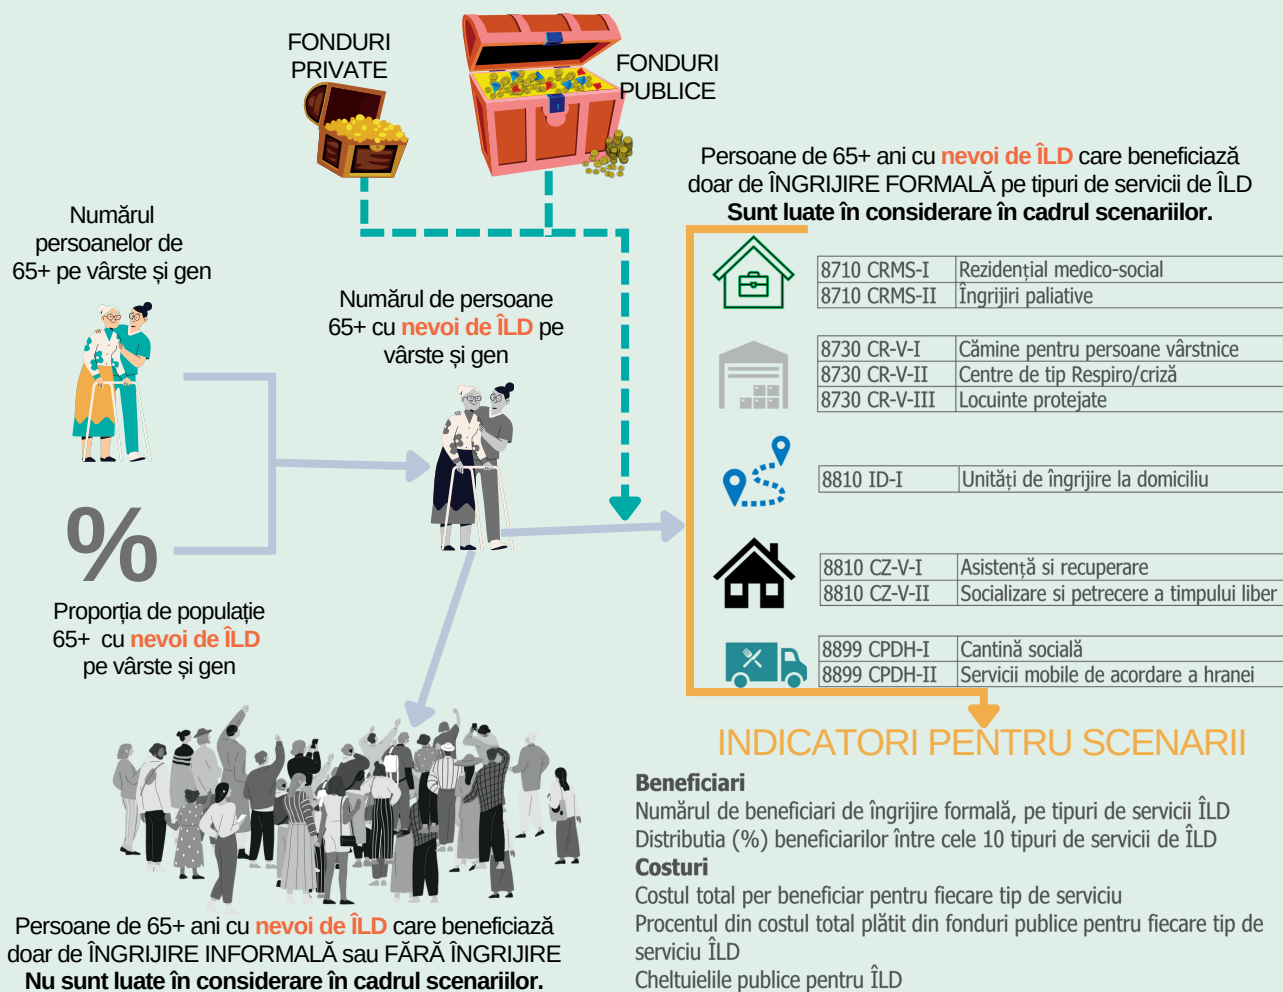 FONDURI
PRIVATE
FONDURI
PUBLICE
Persoane de 65+ ani cu nevoi de ÎLD care beneficiază
doar de ÎNGRIJIRE FORMALĂ pe tipuri de servicii de ÎLD
Sunt luate în considerare în cadrul scenariilor.
Numărul
persoanelor de
65+ pe vârste și gen
Numărul de persoane
65+ cu nevoi de ÎLD pe
vârste și gen
%
Proporția de populație
65+ cu nevoi de ÎLD
pe vârste și gen
8710 CRMS-I Rezidențial medico-social
8710 CRMS-II Îngrijiri paliative
8730 CR-V-I Cămine pentru persoane vârstnice
8730 CR-V-II Centre de tip Respiro/criză
8730 CR-V-III Locuinte protejate
8810 ID-I Unități de îngrijire la domiciliu
8810 CZ-V-I Asistență si recuperare
8810 CZ-V-II Socializare si petrecere a timpului liber
8899 CPDH-I Cantină socială
8899 CPDH-II Servicii mobile de acordare a hranei
Persoane de 65+ ani cu nevoi de ÎLD care beneficiază
doar de ÎNGRIJIRE INFORMALĂ sau FĂRĂ ÎNGRIJIRE
Nu sunt luate în considerare în cadrul scenariilor.
INDICATORI PENTRU SCENARII
Beneficiari
Numărul de beneficiari de îngrijire formală, pe tipuri de servicii ÎLD
Distributia (%) beneficiarilor între cele 10 tipuri de servicii de ÎLD
Costuri
Costul total per beneficiar pentru fiecare tip de serviciu
Procentul din costul total plătit din fonduri publice pentru fiecare tip de
serviciu ÎLD
Cheltuielile publice pentru ÎLD